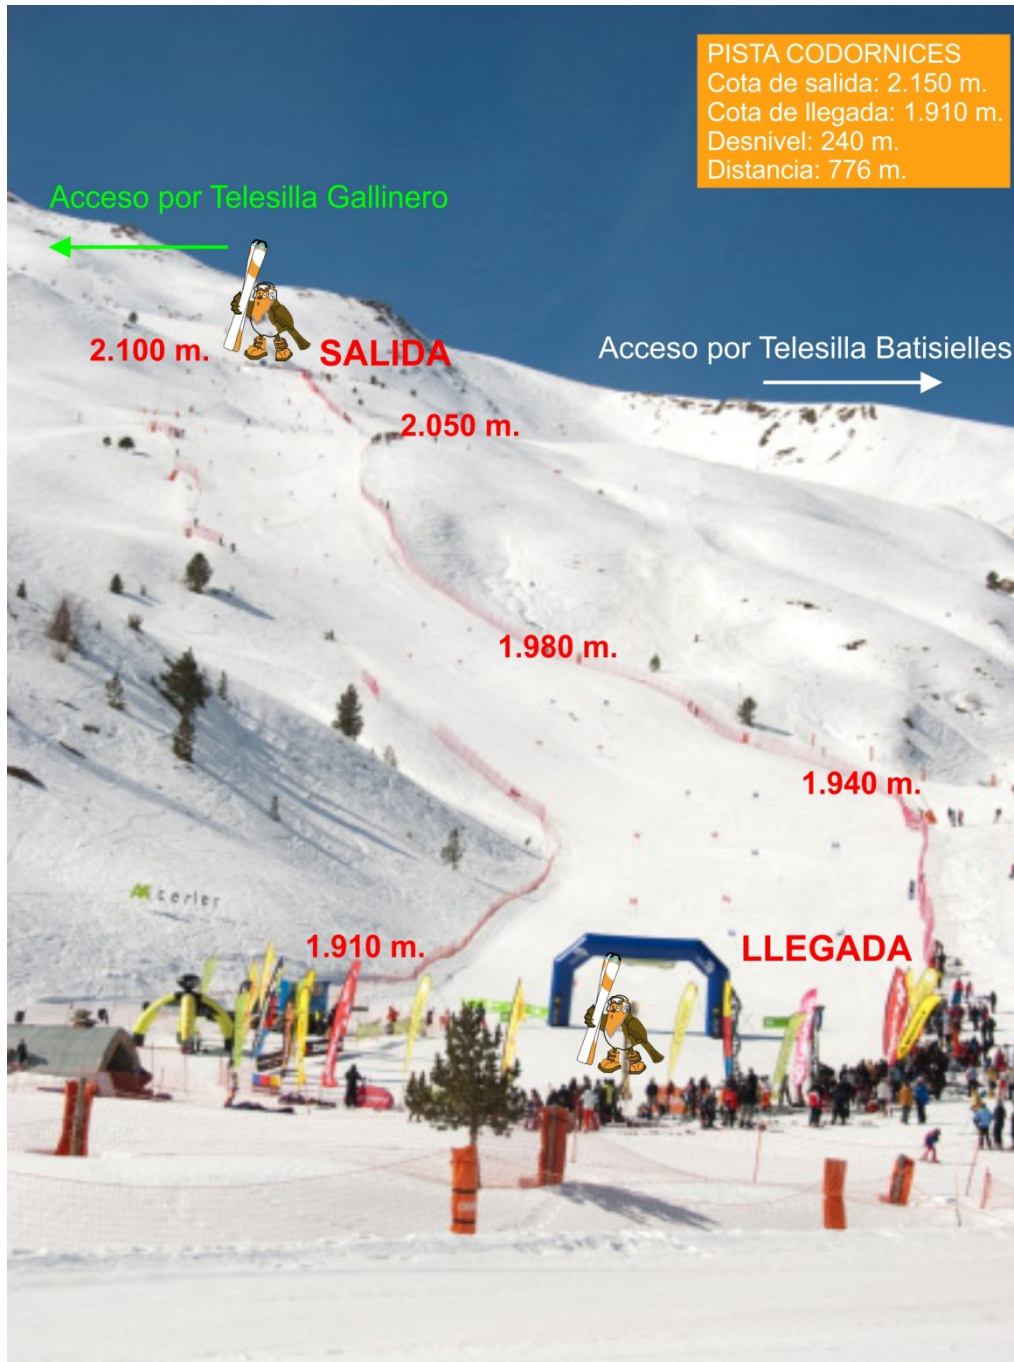 PISTA CODORNICES
Cota de salida: 2.150 m.
Cota de llegada: 1.910 m.
Desnivel: 240 m.
Distancia: 776 m.
Acceso por Telesilla Gallinero
2.100 m.
SALIDA
Acceso por Telesilla Batisielles
2.050 m.
1.980 m.
1.940 m.
cerler
1.910 m.
LLEGADA